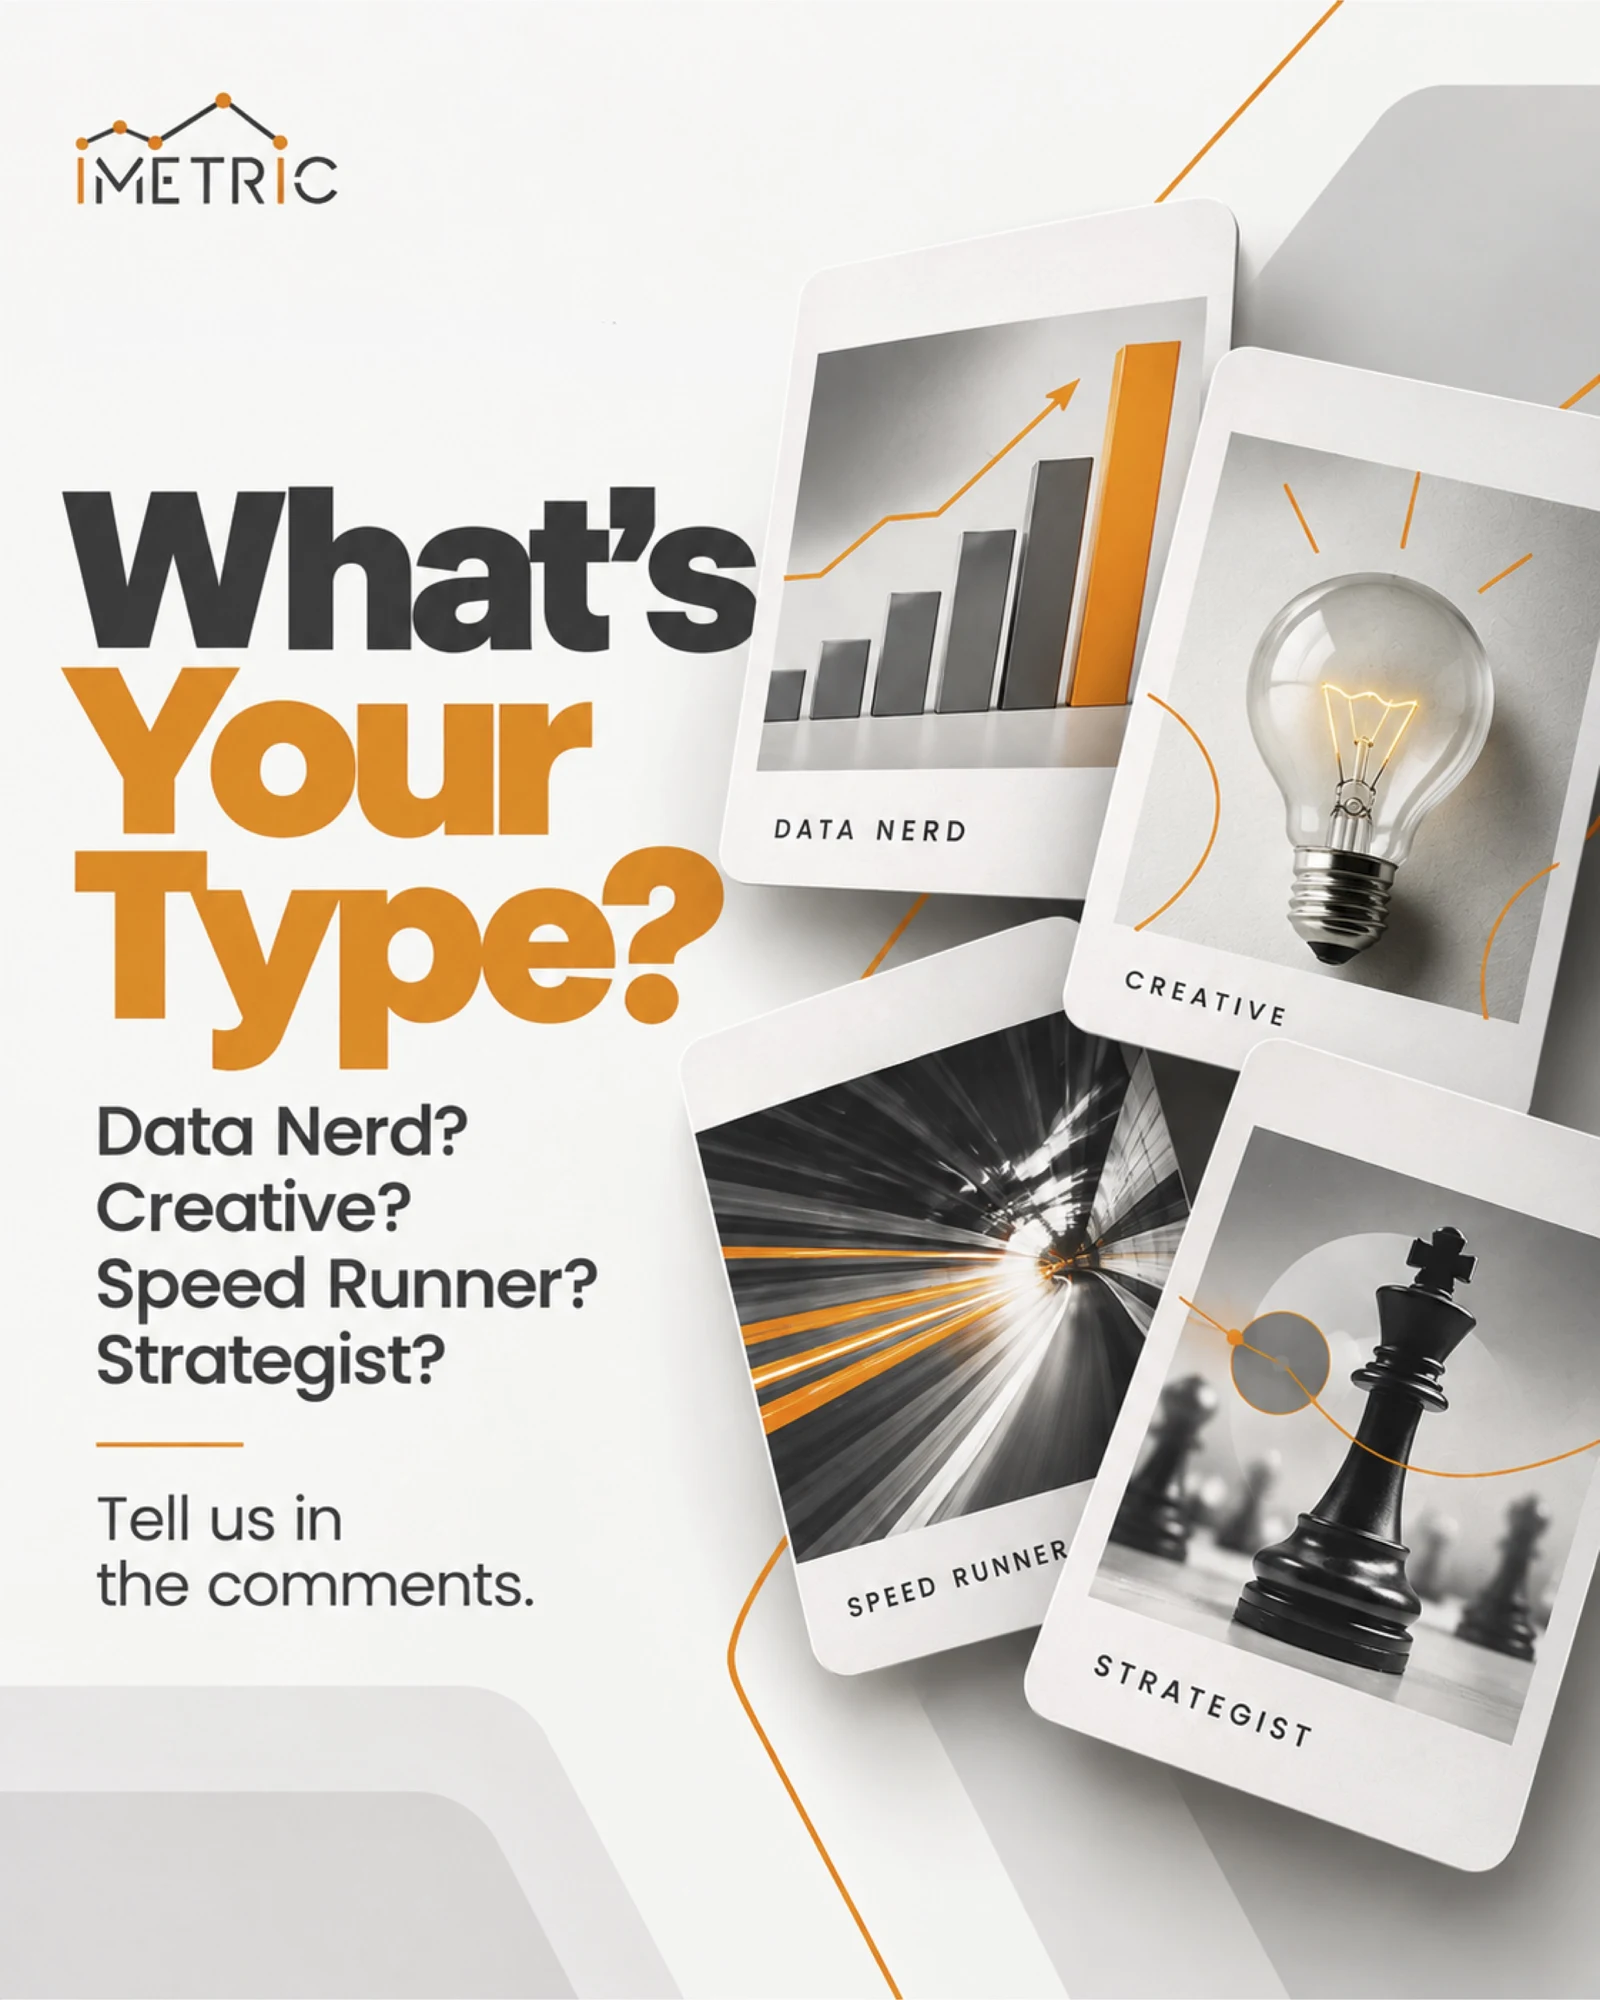 IMETRIC
What's
Your
Type?
Data Nerd?
Creative?
Speed Runner?
Strategist?
Tell us in
the comments.
DATA NERD
CREATIVE
SPEED RUNNER
STRATEGIST